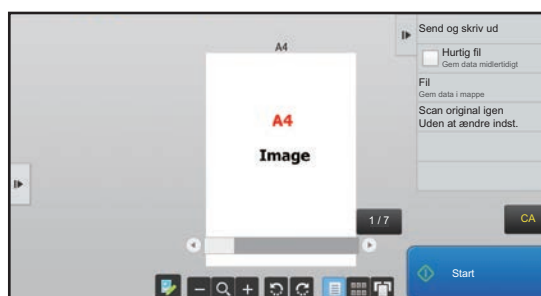 A4
A4
Image
1 / 7
Send og skriv ud
Hurtig fil
Gem data midlertidigt
Fil
Gem data i mappe
Scan original igen
Uden at ændre indst.
CA
Start